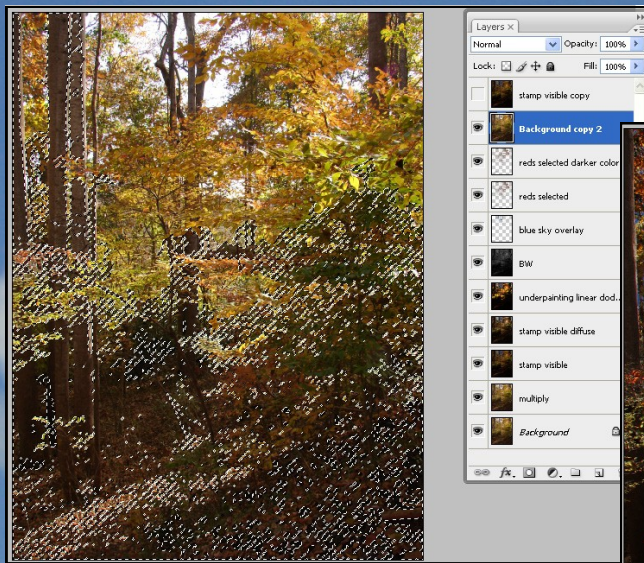 Layers ×
Normal Opacity: 100%
Lock: Fill: 100%
stamp visible copy
Background copy 2
reds selected darker color
reds selected
blue sky overlay
BW
underpainting linear dod..
stamp visible diffuse
stamp visible
multiply
Background
fx.